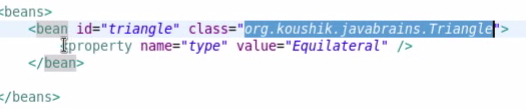 <beans>
<bean id="triangle" class="org.koushik.javabrains.Triangle">
<property name="type" value="Equilateral" />
</bean>
</beans>